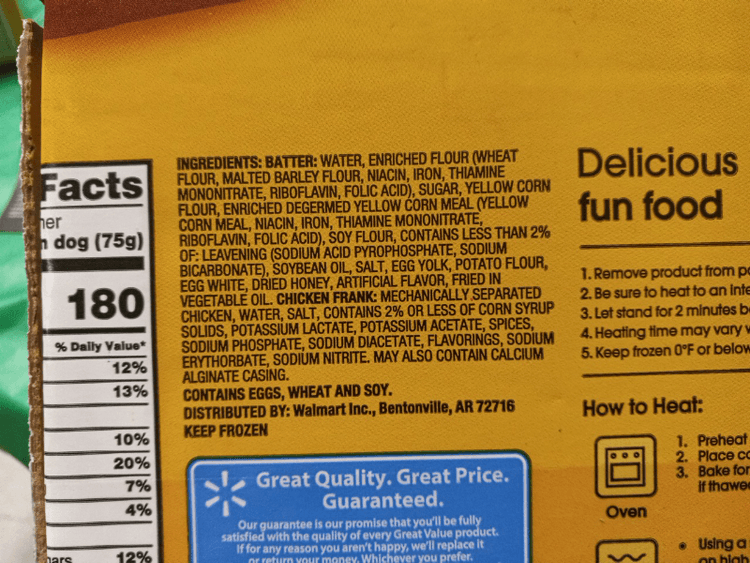 Facts
dog (75g)
180
% Daily Value*
12%
13%
10%
20%
7%
4%
12%
INGREDIENTS: BATTER: WATER, ENRICHED FLOUR (WHEAT
FLOUR, MALTED BARLEY FLOUR, NIACIN, IRON, THIAMINE
MONONITRATE, RIBOFLAVIN, FOLIC ACID), SUGAR, YELLOW CORN
FLOUR, ENRICHED DEGERMED YELLOW CORN MEAL (YELLOW
CORN MEAL, NIACIN, IRON, THIAMINE MONONITRATE,
RIBOFLAVIN, FOLIC ACID), SOY FLOUR, CONTAINS LESS THAN 2%
OF: LEAVENING (SODIUM ACID PYROPHOSPHATE, SODIUM
BICARBONATE), SOYBEAN OIL, SALT, EGG YOLK, POTATO FLOUR,
EGG WHITE, DRIED HONEY, ARTIFICIAL FLAVOR, FRIED IN
VEGETABLE OIL. CHICKEN FRANK: MECHANICALLY SEPARATED
CHICKEN, WATER, SALT, CONTAINS 2% OR LESS OF CORN SYRUP
SOLIDS, POTASSIUM LACTATE, POTASSIUM ACETATE, SPICES,
SODIUM PHOSPHATE, SODIUM DIACETATE, FLAVORINGS, SODIUM
ERYTHORBATE, SODIUM NITRITE. MAY ALSO CONTAIN CALCIUM
ALGINATE CASING.
CONTAINS EGGS, WHEAT AND SOY.
DISTRIBUTED BY: Walmart Inc., Bentonville, AR 72716
KEEP FROZEN
Great Quality. Great Price.
Guaranteed.
Our guarantee is our promise that you'll be fully
satisfied with the quality of every Great Value product.
If for any reason you aren't happy, we'll replace it
or return your money. Whichever you prefer.
Delicious
fun food
1. Remove product from
2. Be sure to heat to an
3. Let stand for 2 minutes
4. Heating time may vary
5. Keep frozen 0°F or below
How to Heat:
Oven
1. Preheat
2. Place
3. Bake for
if
• Using a
on high